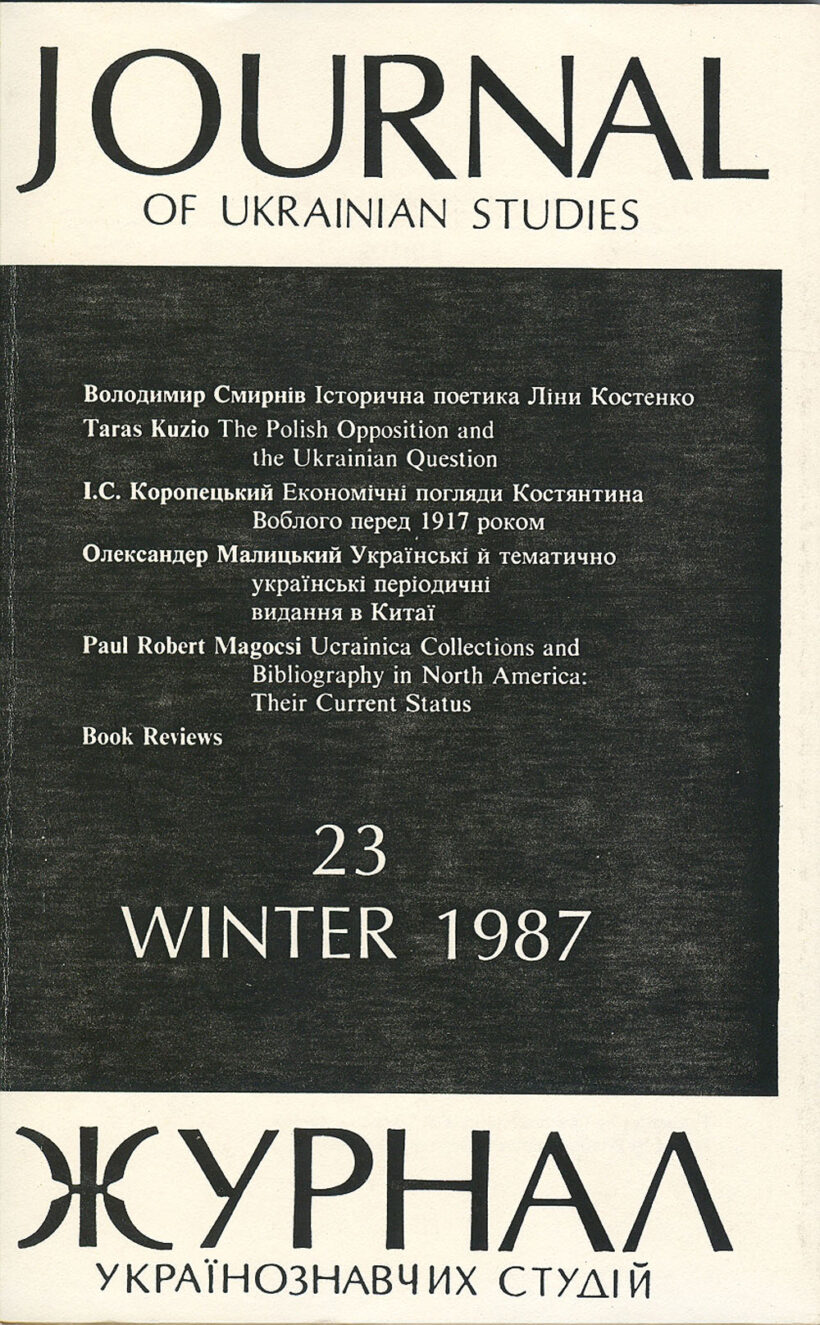 JOURNAL
OF UKRAINIAN STUDIES
Володимир Смирнів Історична поетика Ліни Костенко
Taras Kuzio The Polish Opposition and
the Ukrainian Question
І.С. Коропецький Економічні погляди Костянтина
Воблого перед 1917 роком
Олександер Малицький Українські й тематично
українські періодичні
видання в Китаї
Paul Robert Magocsi Ucrainica Collections and
Bibliography in North America:
Their Current Status
Book Reviews
23
WINTER 1987
ЖУРНАЛ
УКРАЇНОЗНАВЧИХ СТУДІЙ